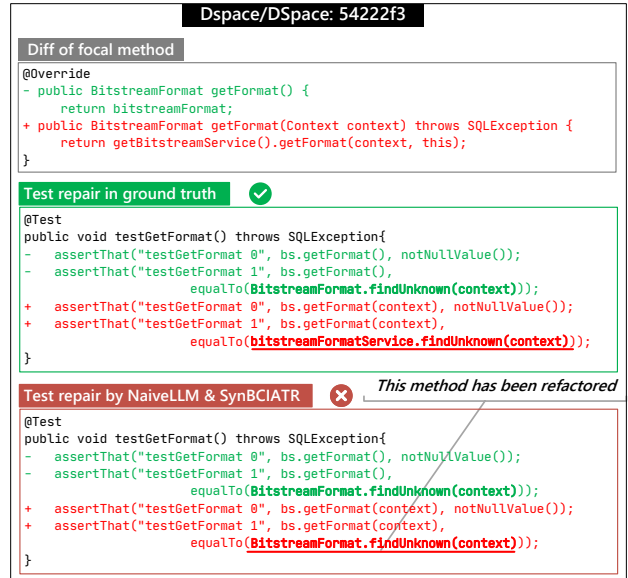 Dspace/DSpace: 54222f3
Diff of focal method
@Override
- public BitstreamFormat getFormat() {
return bitstreamFormat;
+ public BitstreamFormat getFormat(Context context) throws SQLException {
return getBitstreamService().getFormat(context, this);
}
Test repair in ground truth
@Test
public void testGetFormat() throws SQLException{
- assertThat("testGetFormat 0", bs.getFormat(), notNullValue());
- assertThat("testGetFormat 1", bs.getFormat(),
equalTo(BitstreamFormat.findUnknown(context)));
+ assertThat("testGetFormat 0", bs.getFormat(context), notNullValue());
+ assertThat("testGetFormat 1", bs.getFormat(context),
equalTo(bitstreamFormatService.findUnknown(context)));
}
Test repair by NaiveLLM & SynBCIATR
This method has been refactored
@Test
public void testGetFormat() throws SQLException{
- assertThat("testGetFormat 0", bs.getFormat(), notNullValue());
- assertThat("testGetFormat 1", bs.getFormat(),
equalTo(BitstreamFormat.findUnknown(context)));
+ assertThat("testGetFormat 0", bs.getFormat(context), notNullValue());
+ assertThat("testGetFormat 1", bs.getFormat(context),
equalTo(BitstreamFormat.findUnknown(context)));
}